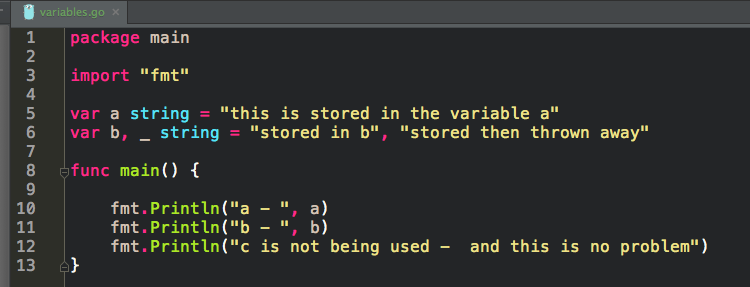 variables.go ×
1 package main
2
3 import "fmt"
4
5 var a string = "this is stored in the variable a"
6 var b, _ string = "stored in b", "stored then thrown away"
7
8 func main() {
9
10 fmt.Println("a - ", a)
11 fmt.Println("b - ", b)
12 fmt.Println("c is not being used -  and this is no problem")
13 }